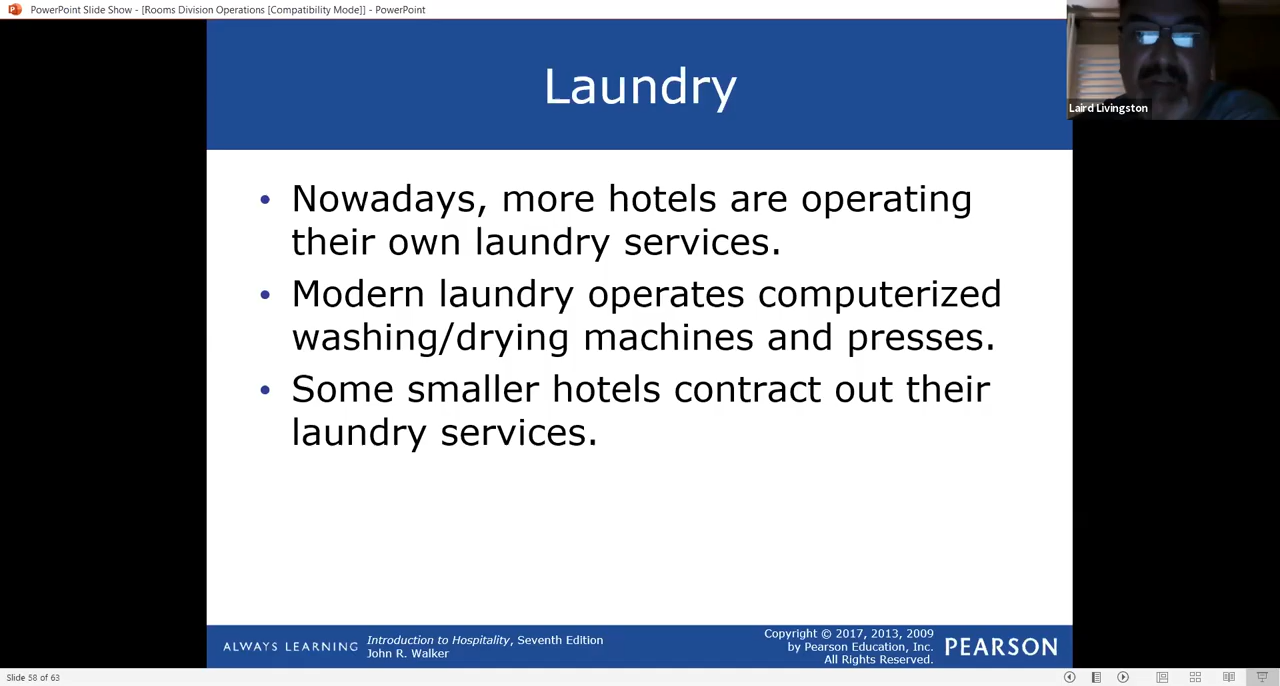 PowerPoint Slide Show - [Rooms Division Operations [Compatibility Mode]] - PowerPoint
Laundry
Laird Livingston
• Nowadays, more hotels are operating
their own laundry services.
• Modern laundry operates computerized
washing/drying machines and presses.
• Some smaller hotels contract out their
laundry services.
ALWAYS LEARNING
Introduction to Hospitality, Seventh Edition
John R. Walker
Copyright © 2017, 2013, 2009
by Pearson Education, Inc.
All Rights Reserved.
PEARSON
Slide 58 of 63